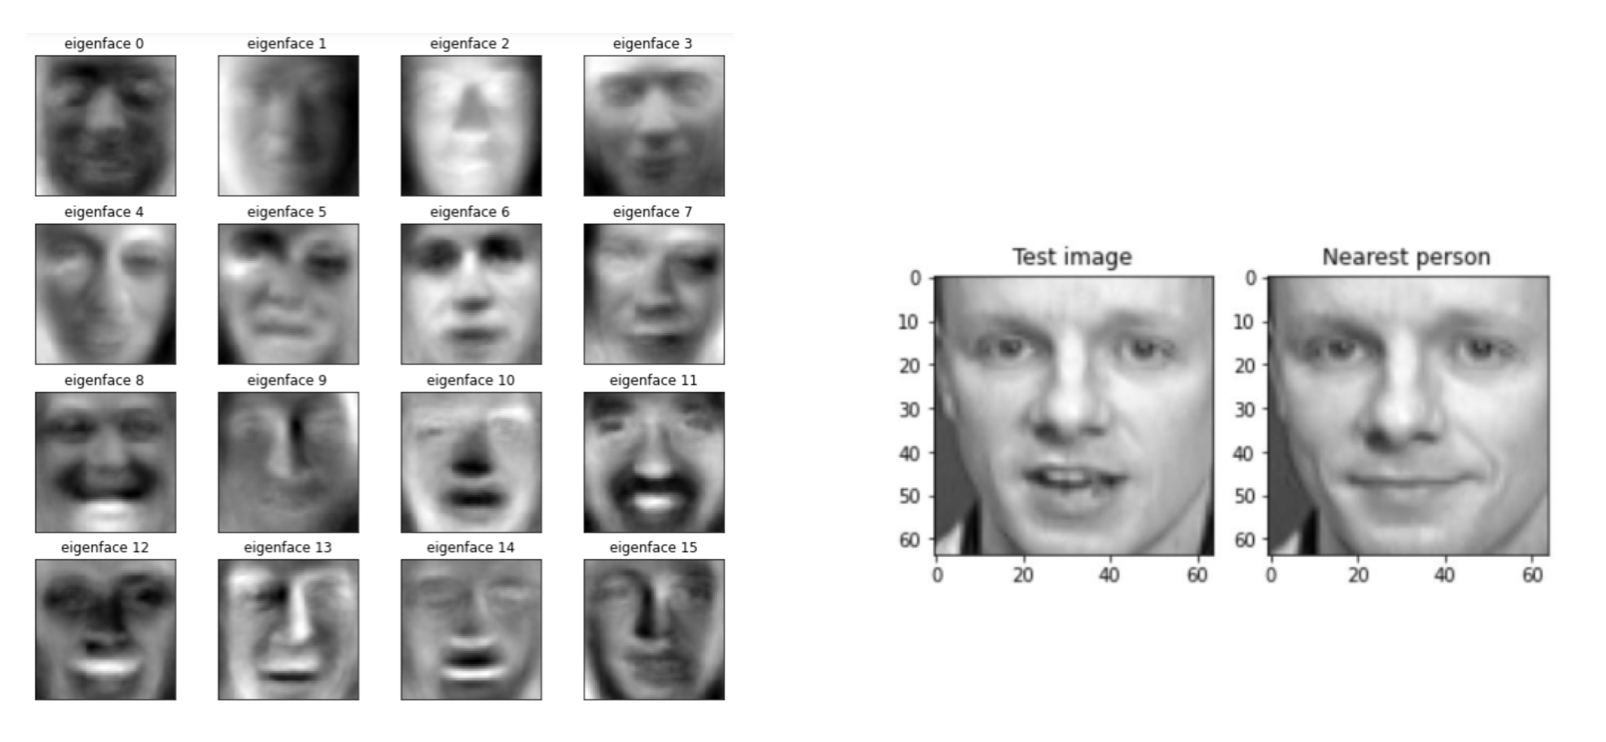 eigenface 0 eigenface 1 eigenface 2 eigenface 3
eigenface 4 eigenface 5 eigenface 6 eigenface 7
eigenface 8 eigenface 9 eigenface 10 eigenface 11
eigenface 12 eigenface 13 eigenface 14 eigenface 15
Test image
0
10
20
30
40
50
60
0 20 40 60
Nearest person
0
10
20
30
40
50
60
0 20 40 60